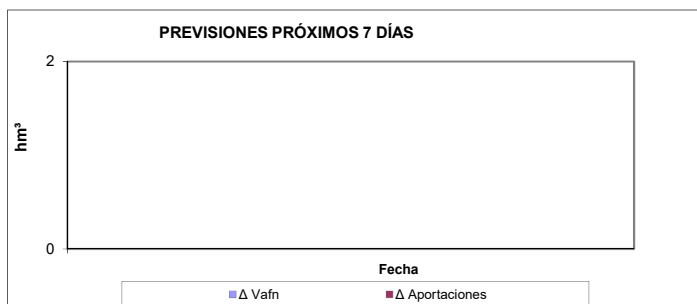 PREVISIONES PRÓXIMOS 7 DÍAS
2
hm³
0
Fecha
Δ Vafn Δ Aportaciones